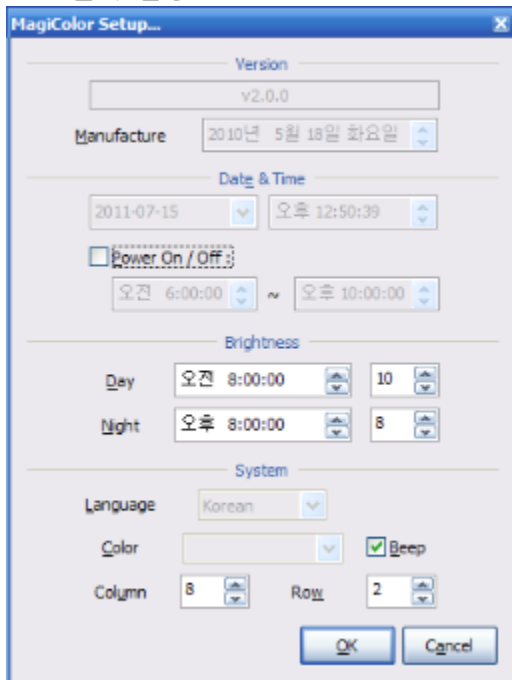 MagiColor Setup...
Version
v2.0.0
Manufacture 2010년 5월 18일 화요일
Date & Time
2011-07-15 오후 12:50:39
Power On / Off :
오전 6:00:00 ~ 오후 10:00:00
Brightness
Day 오전 8:00:00 10
Night 오후 8:00:00 8
System
Language Korean
Color Beep
Column 8 Row 2
OK Cancel